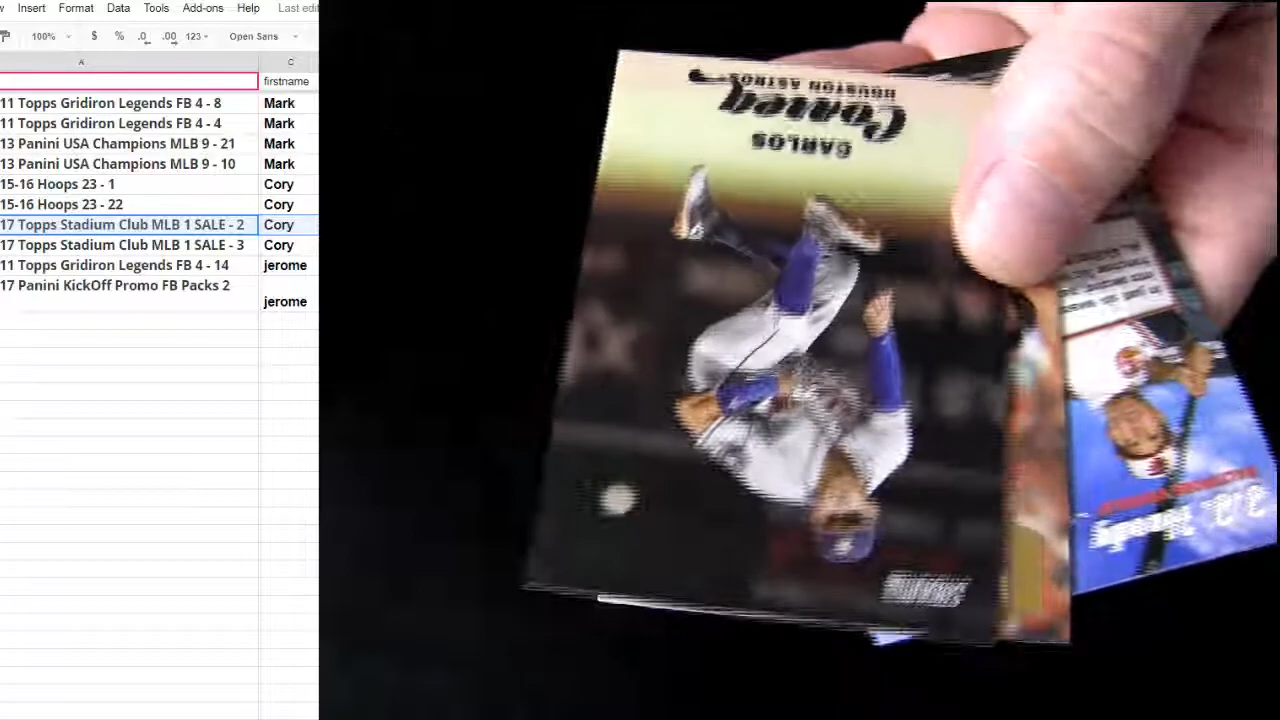 Insert Format Data Tools Add-ons Help Last edit
100% $ % .0 .00 123 Open Sans
A C
firstname
11 Topps Gridiron Legends FB 4 - 8 Mark
11 Topps Gridiron Legends FB 4 - 4 Mark
13 Panini USA Champions MLB 9 - 21 Mark
13 Panini USA Champions MLB 9 - 10 Mark
15-16 Hoops 23 - 1 Cory
15-16 Hoops 23 - 22 Cory
17 Topps Stadium Club MLB 1 SALE - 2 Cory
17 Topps Stadium Club MLB 1 SALE - 3 Cory
11 Topps Gridiron Legends FB 4 - 14 jerome
17 Panini KickOff Promo FB Packs 2
jerome
CARLOS
Correa
HOUSTON ASTROS
J.J. Hardy